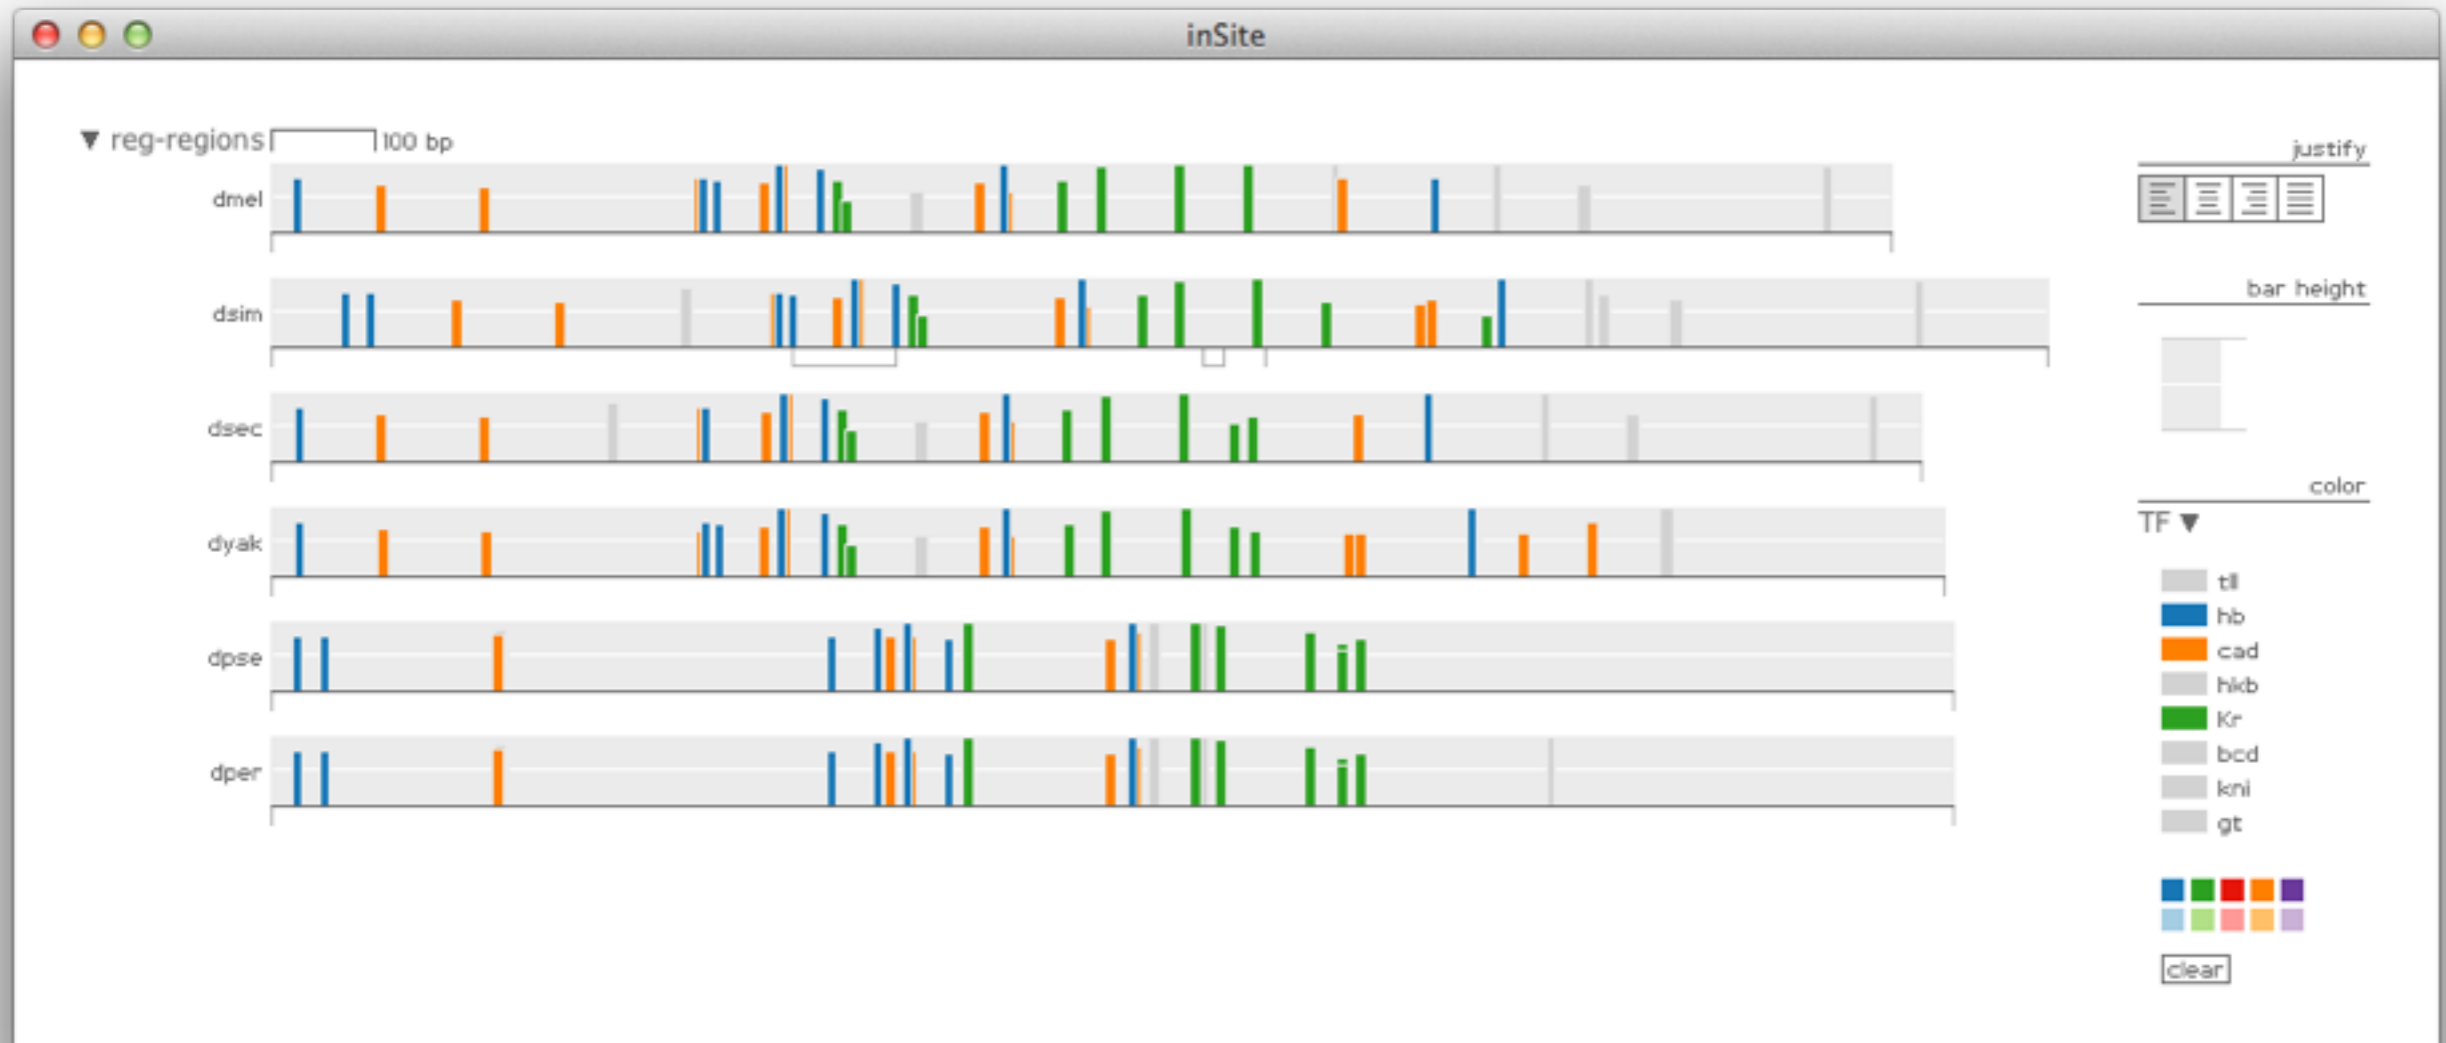 inSite
▼ reg-regions 100 bp
justify
dmel
bar height
dsim
dsec
color
TF ▼
dyak
tll
hb
cad
dpse
hkb
Kr
bcd
dper
kni
gt
clear